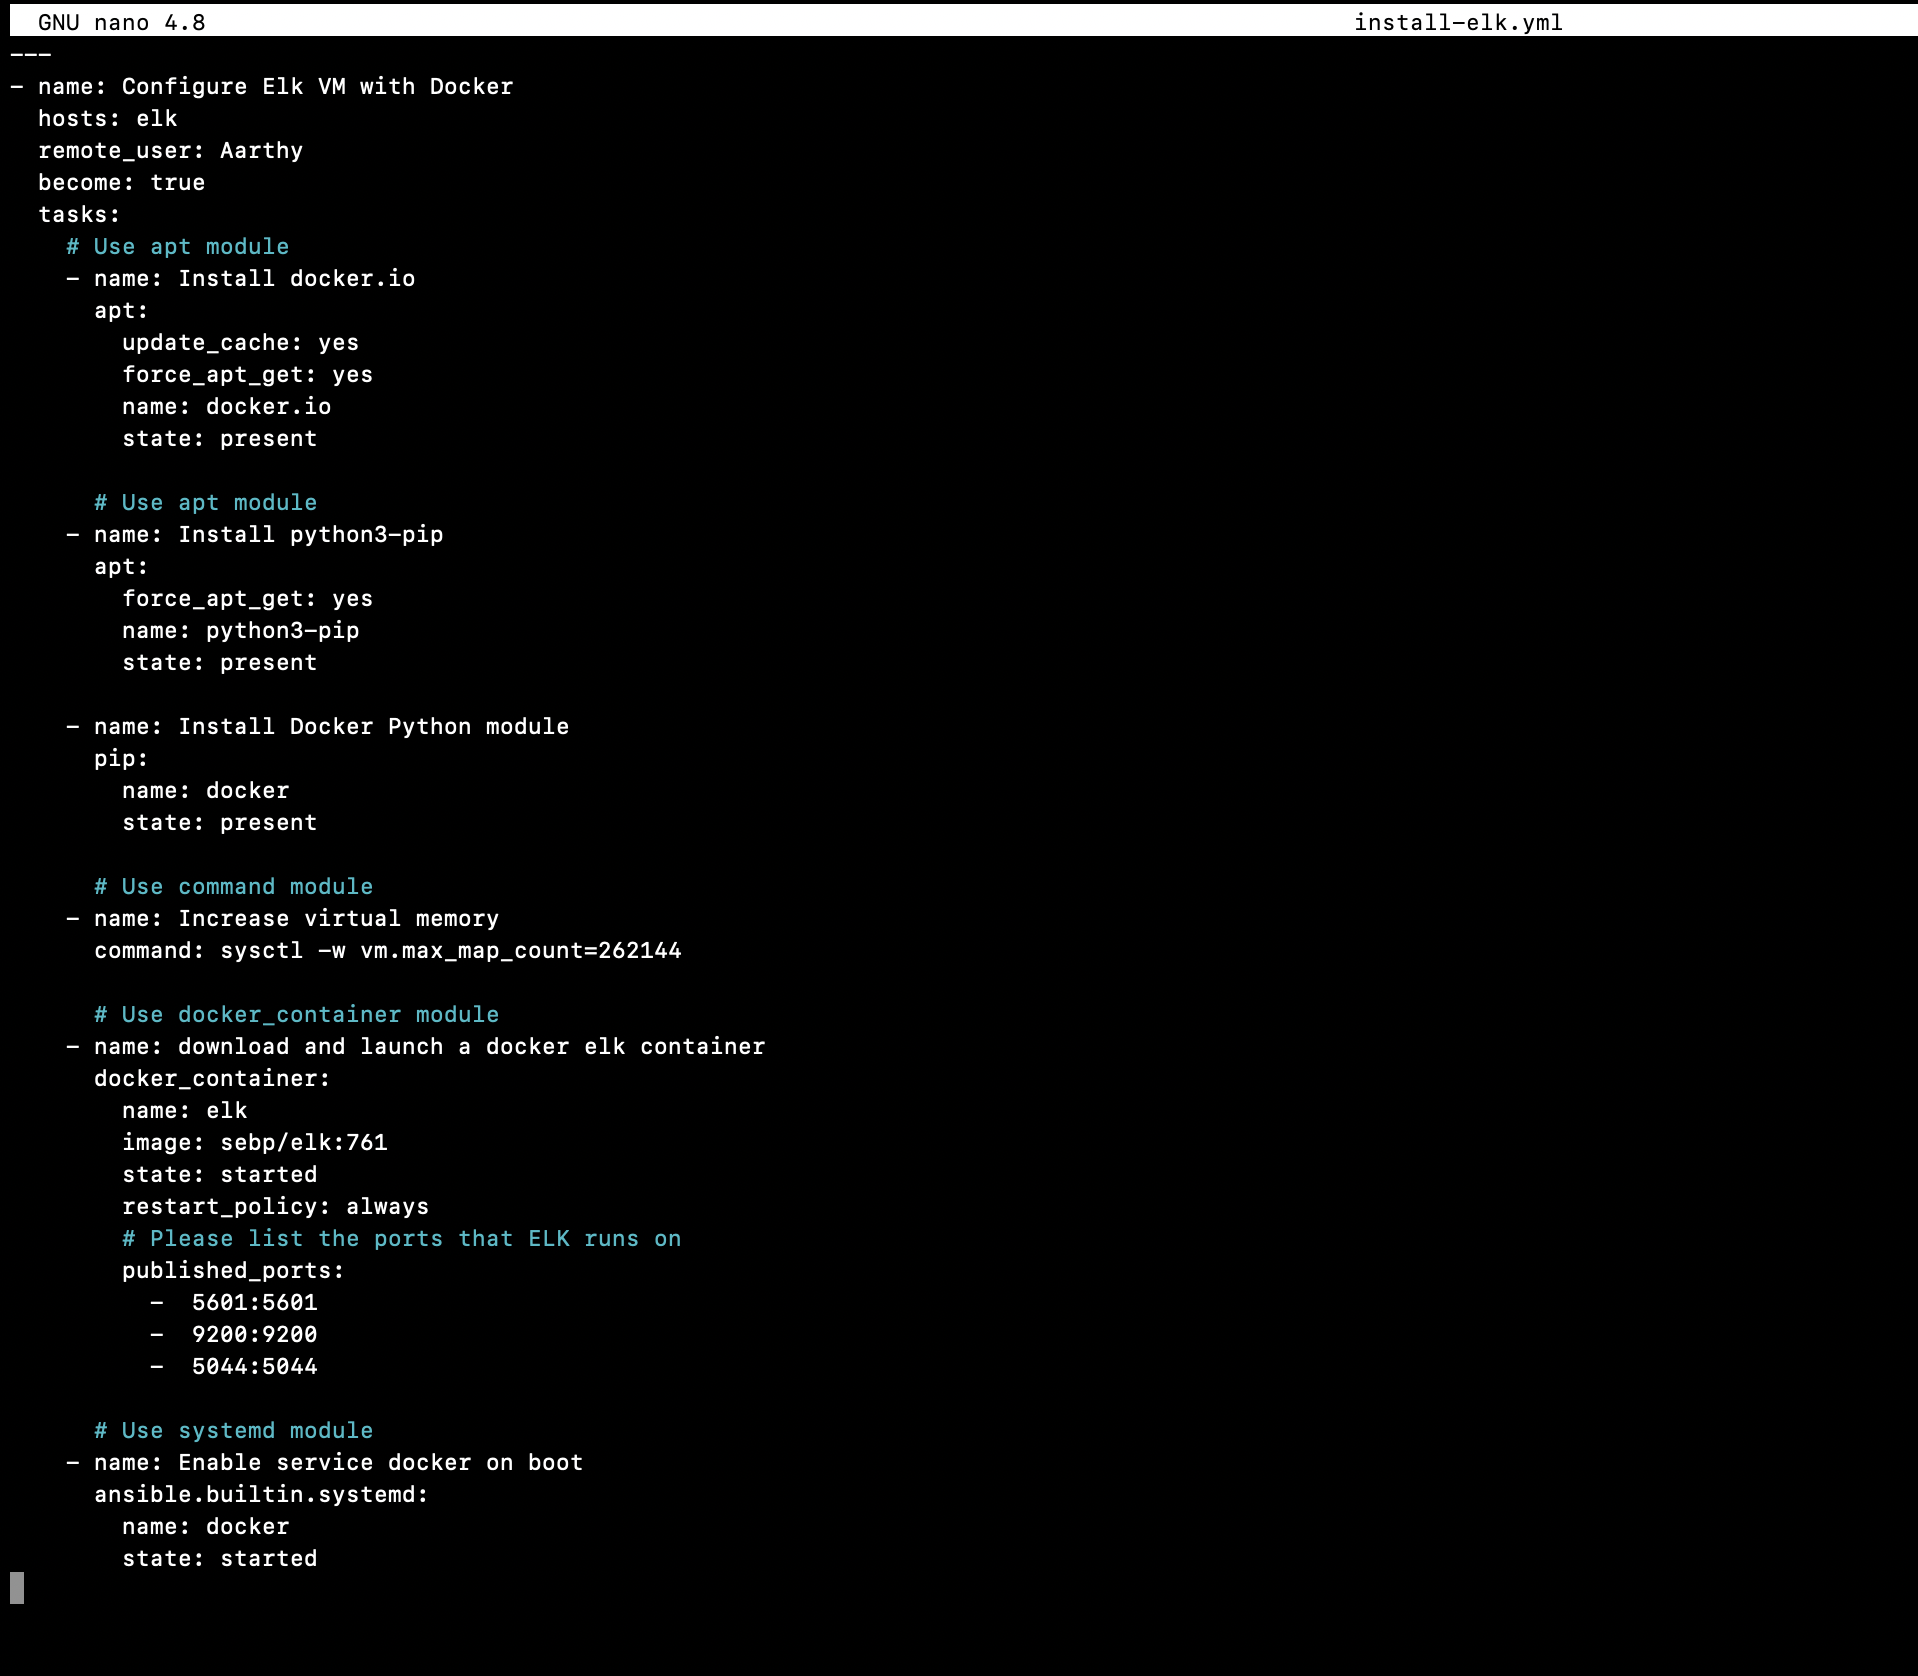 GNU nano 4.8 install-elk.yml
---
- name: Configure Elk VM with Docker
  hosts: elk
  remote_user: Aarthy
  become: true
  tasks:
    # Use apt module
    - name: Install docker.io
      apt:
        update_cache: yes
        force_apt_get: yes
        name: docker.io
        state: present

      # Use apt module
    - name: Install python3-pip
      apt:
        force_apt_get: yes
        name: python3-pip
        state: present

    - name: Install Docker Python module
      pip:
        name: docker
        state: present

      # Use command module
    - name: Increase virtual memory
      command: sysctl -w vm.max_map_count=262144

      # Use docker_container module
    - name: download and launch a docker elk container
      docker_container:
        name: elk
        image: sebp/elk:761
        state: started
        restart_policy: always
        # Please list the ports that ELK runs on
        published_ports:
          -  5601:5601
          -  9200:9200
          -  5044:5044

      # Use systemd module
    - name: Enable service docker on boot
      ansible.builtin.systemd:
        name: docker
        state: started